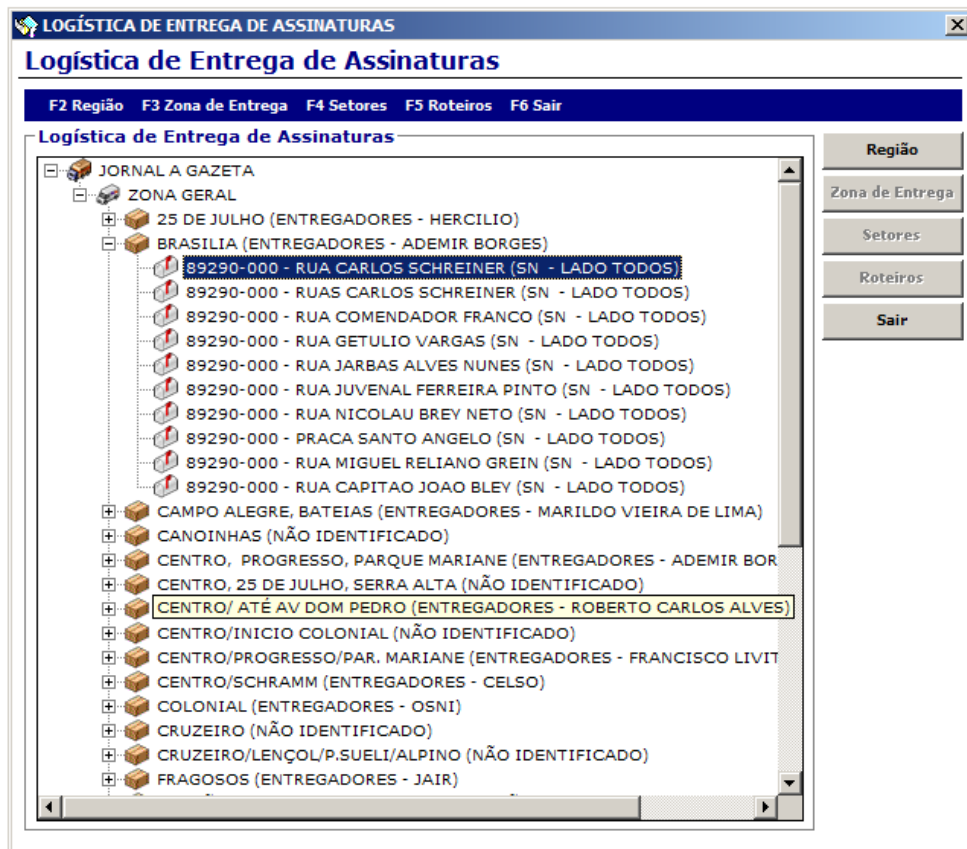 LOGÍSTICA DE ENTREGA DE ASSINATURAS
Logística de Entrega de Assinaturas
F2 Região F3 Zona de Entrega F4 Setores F5 Roteiros F6 Sair
Logística de Entrega de Assinaturas
JORNAL A GAZETA
ZONA GERAL
25 DE JULHO (ENTREGADORES - HERCILIO)
BRASILIA (ENTREGADORES - ADEMIR BORGES)
89290-000 - RUA CARLOS SCHREINER (SN - LADO TODOS)
89290-000 - RUAS CARLOS SCHREINER (SN - LADO TODOS)
89290-000 - RUA COMENDADOR FRANCO (SN - LADO TODOS)
89290-000 - RUA GETULIO VARGAS (SN - LADO TODOS)
89290-000 - RUA JARBAS ALVES NUNES (SN - LADO TODOS)
89290-000 - RUA JUVENAL FERREIRA PINTO (SN - LADO TODOS)
89290-000 - RUA NICOLAU BREY NETO (SN - LADO TODOS)
89290-000 - PRACA SANTO ANGELO (SN - LADO TODOS)
89290-000 - RUA MIGUEL RELIANO GREIN (SN - LADO TODOS)
89290-000 - RUA CAPITAO JOAO BLEY (SN - LADO TODOS)
CAMPO ALEGRE, BATEIAS (ENTREGADORES - MARILDO VIEIRA DE LIMA)
CANOINHAS (NÃO IDENTIFICADO)
CENTRO, PROGRESSO, PARQUE MARIANE (ENTREGADORES - ADEMIR BOR
CENTRO, 25 DE JULHO, SERRA ALTA (NÃO IDENTIFICADO)
CENTRO/ ATÉ AV DOM PEDRO (ENTREGADORES - ROBERTO CARLOS ALVES)
CENTRO/INICIO COLONIAL (NÃO IDENTIFICADO)
CENTRO/PROGRESSO/PAR. MARIANE (ENTREGADORES - FRANCISCO LIVIT
CENTRO/SCHRAMM (ENTREGADORES - CELSO)
COLONIAL (ENTREGADORES - OSNI)
CRUZEIRO (NÃO IDENTIFICADO)
CRUZEIRO/LENÇOL/P.SUELI/ALPINO (NÃO IDENTIFICADO)
FRAGOSOS (ENTREGADORES - JAIR)
Região
Zona de Entrega
Setores
Roteiros
Sair